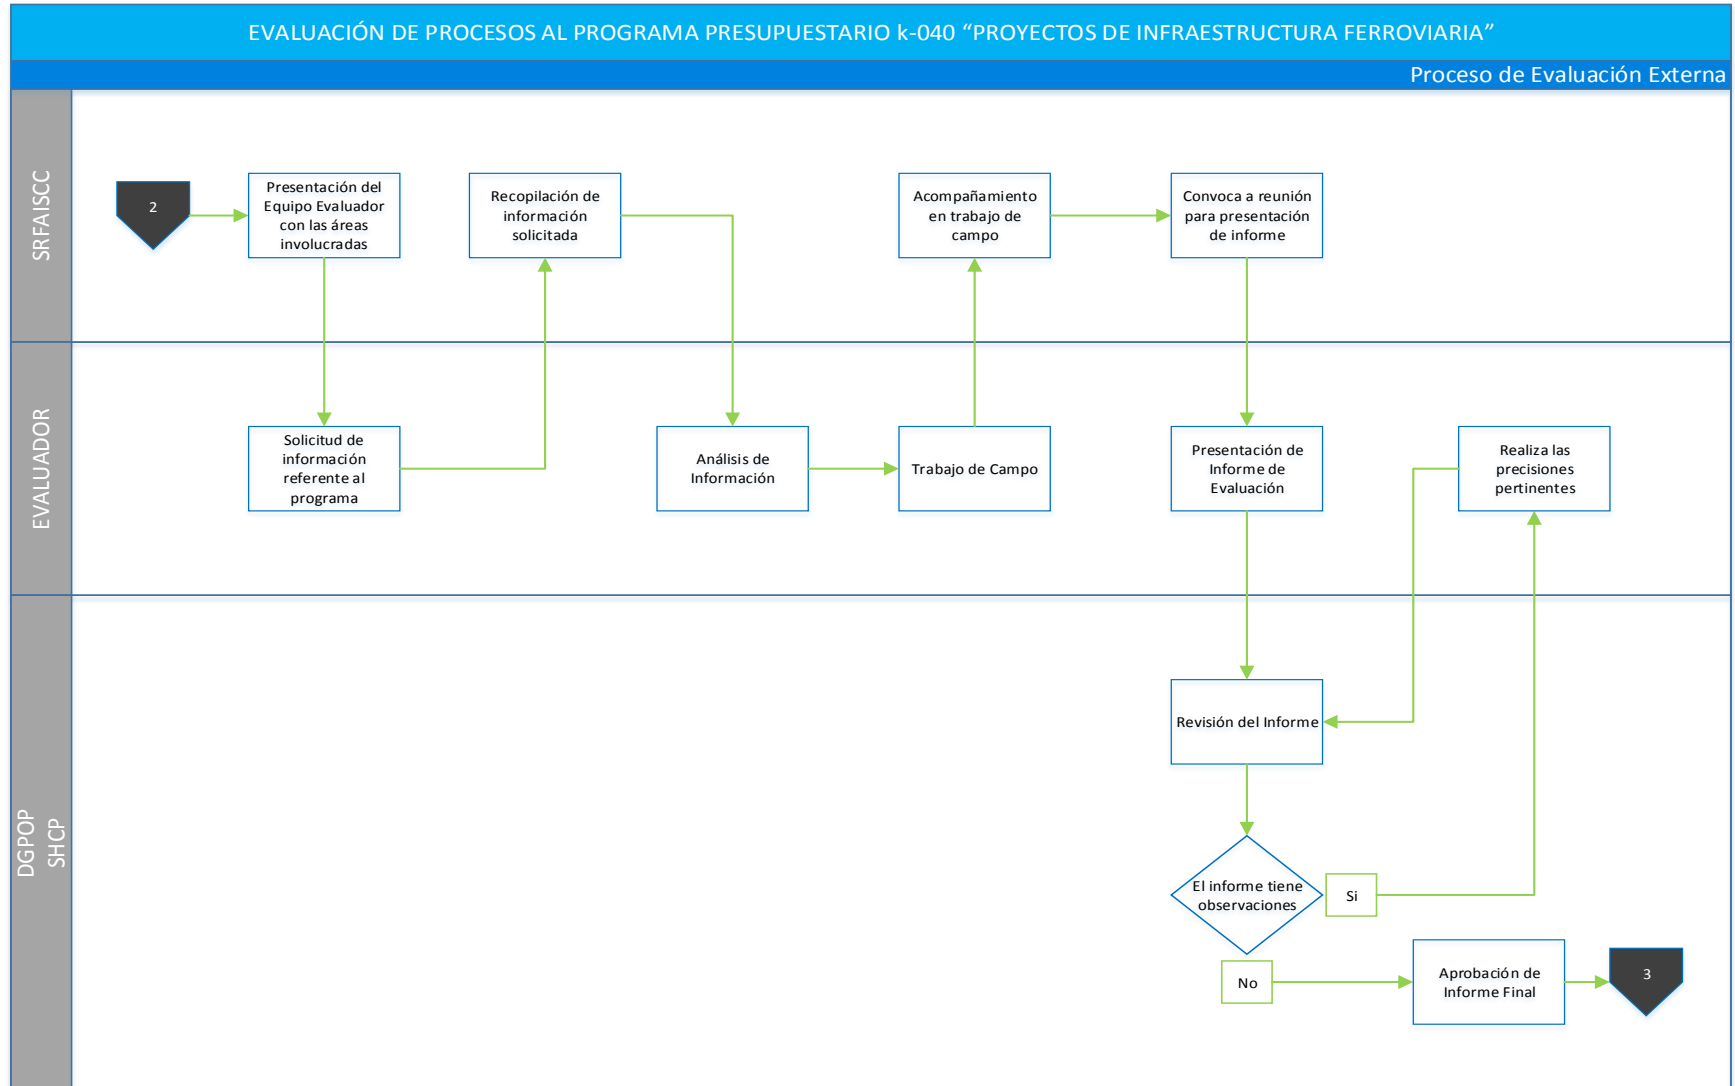 EVALUACIÓN DE PROCESOS AL PROGRAMA PRESUPUESTARIO k-040 “PROYECTOS DE INFRAESTRUCTURA FERROVIARIA”
Proceso de Evaluación Externa
SRFAISCC
2
Presentación del
Equipo Evaluador
con las áreas
involucradas
Recopilación de
información
solicitada
Acompañamiento
en trabajo de
campo
Convoca a reunión
para presentación
de informe
EVALUADOR
Solicitud de
información
referente al
programa
Análisis de
Información
Trabajo de Campo
Presentación de
Informe de
Evaluación
Realiza las
precisiones
pertinentes
DGPOP
SHCP
Revisión del Informe
El informe tiene
observaciones
Si
No
Aprobación de
Informe Final
3